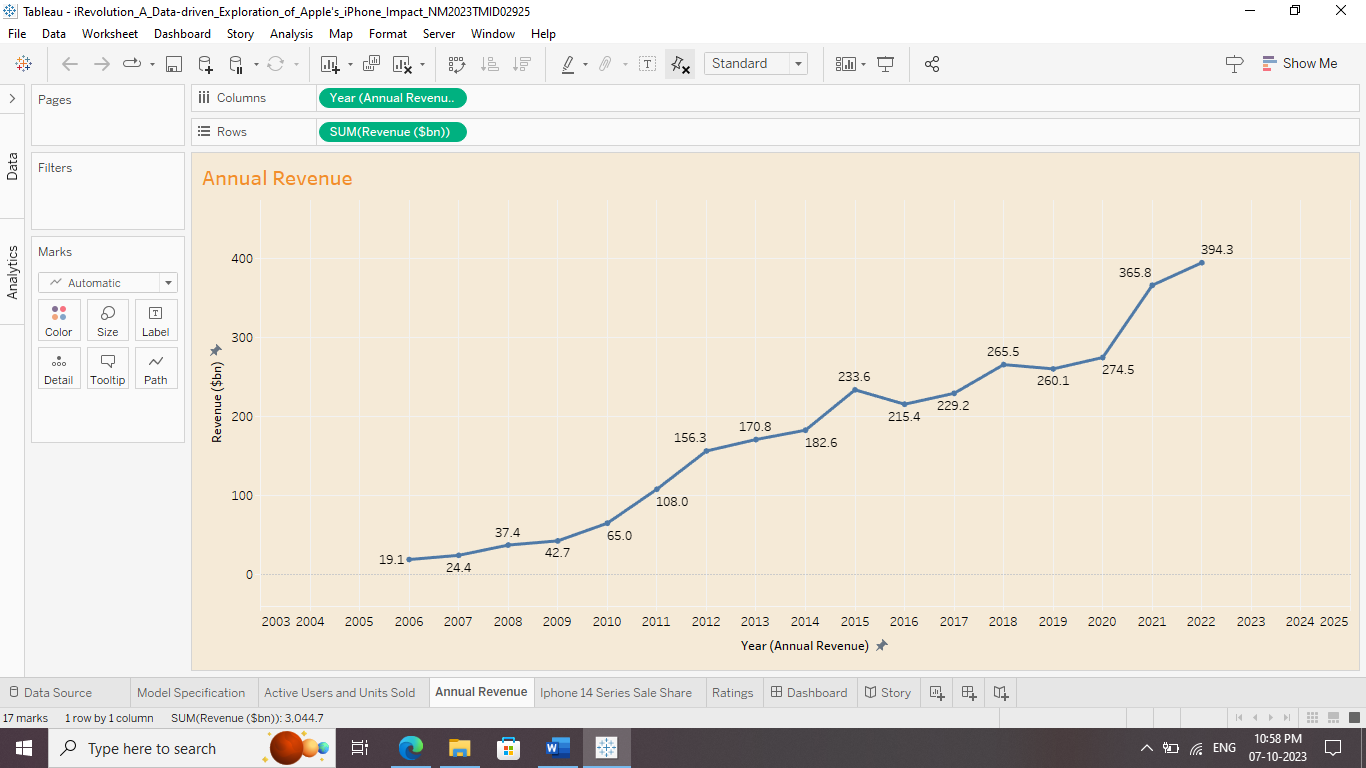 Tableau - iRevolution_A_Data-driven_Exploration_of_Apple's_iPhone_Impact_NM2023TMID02925
File Data Worksheet Dashboard Story Analysis Map Format Server Window Help
Standard
Show Me
Pages
Columns
Year (Annual Revenu..
Rows
SUM(Revenue ($bn))
Data
Analytics
Filters
Marks
Automatic
Color Size Label
Detail Tooltip Path
Annual Revenue
Revenue ($bn)
400
300
200
100
0
19.1
24.4
37.4
42.7
65.0
108.0
156.3
170.8
182.6
233.6
215.4
229.2
265.5
260.1
274.5
365.8
394.3
2003 2004 2005 2006 2007 2008 2009 2010 2011 2012 2013 2014 2015 2016 2017 2018 2019 2020 2021 2022 2023 2024 2025
Year (Annual Revenue)
Data Source Model Specification Active Users and Units Sold Annual Revenue Iphone 14 Series Sale Share Ratings Dashboard Story
17 marks 1 row by 1 column SUM(Revenue ($bn)): 3,044.7
Type here to search
W
ENG
10:58 PM
07-10-2023